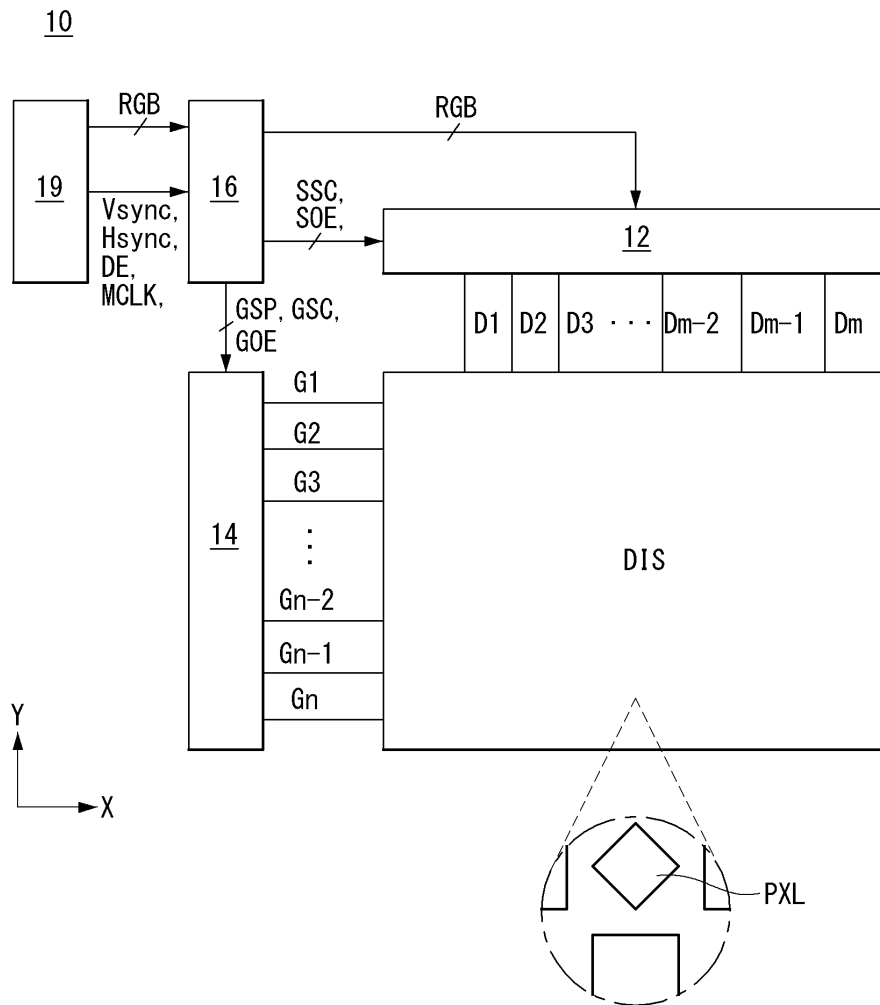 10
RGB
RGB
19
16
SSC,
SOE,
Vsync,
Hsync,
DE,
MCLK,
12
GSP, GSC,
GOE
D1 D2 D3 ··· Dm-2 Dm-1 Dm
G1
G2
G3
14
⋮
DIS
Gn-2
Gn-1
Gn
Y
X
PXL